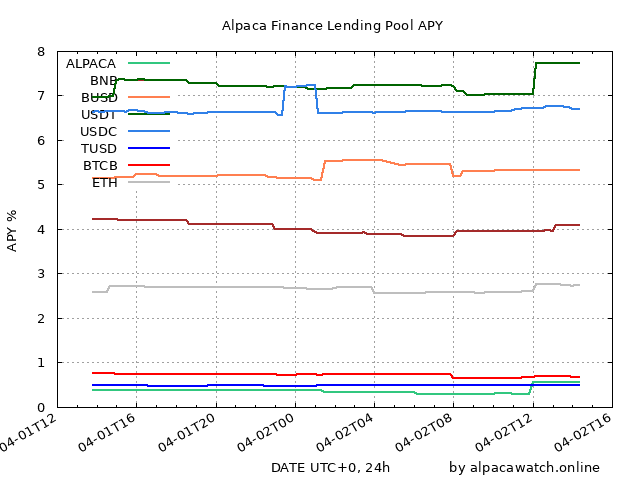 Alpaca Finance Lending Pool APY
8
7
6
5
4
3
2
1
0
APY %
ALPACA
BNB
BUSD
USDT
USDC
TUSD
BTCB
ETH
04-01T12
04-01T16
04-01T20
04-02T00
04-02T04
04-02T08
04-02T12
04-02T16
DATE UTC+0, 24h
by alpacawatch.online